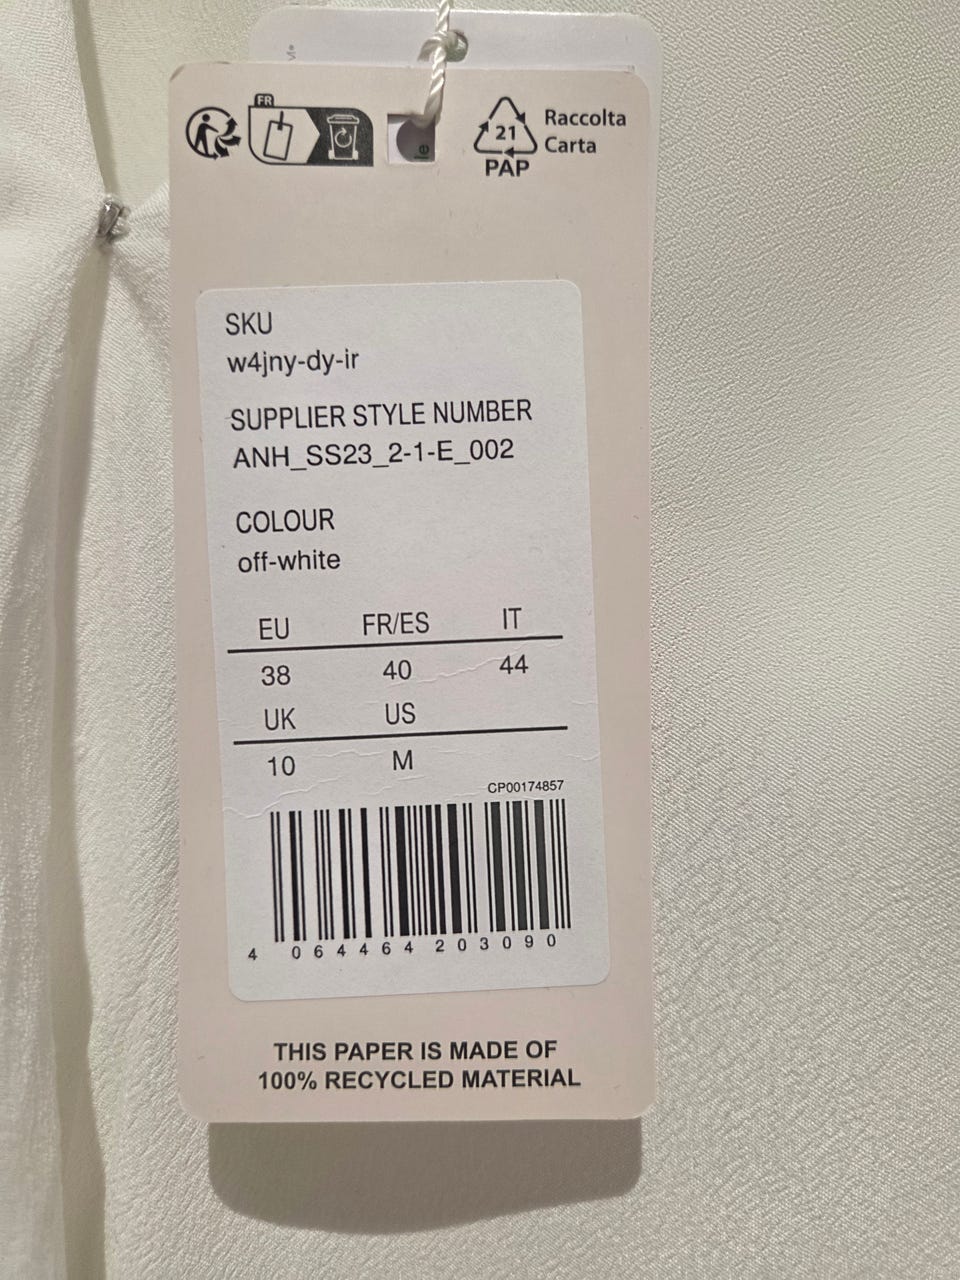 FR
21
PAP
Raccolta
Carta
SKU
w4jny-dy-ir
SUPPLIER STYLE NUMBER
ANH_SS23_2-1-E_002
COLOUR
off-white
EU FR/ES IT
38 40 44
UK US
10 M
CP00174857
4 064464 203090
THIS PAPER IS MADE OF
100% RECYCLED MATERIAL